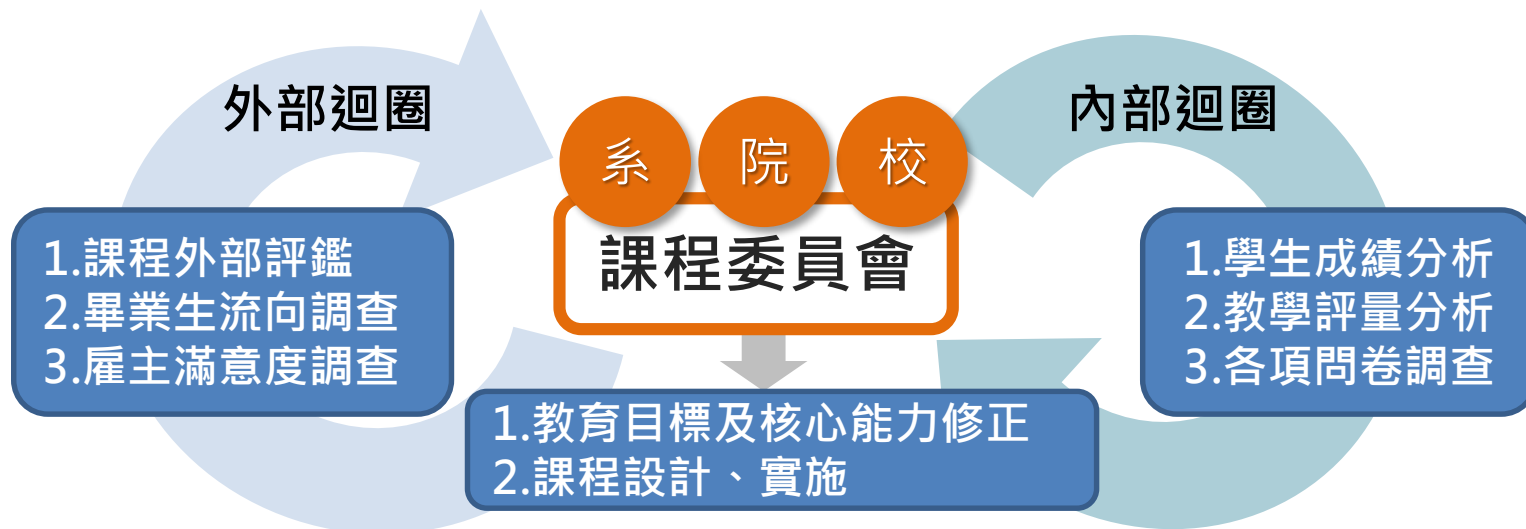 外部迴圈
1.課程外部評鑑
2.畢業生流向調查
3.雇主滿意度調查
系 院 校
課程委員會
1.教育目標及核心能力修正
2.課程設計、實施
內部迴圈
1.學生成績分析
2.教學評量分析
3.各項問卷調查